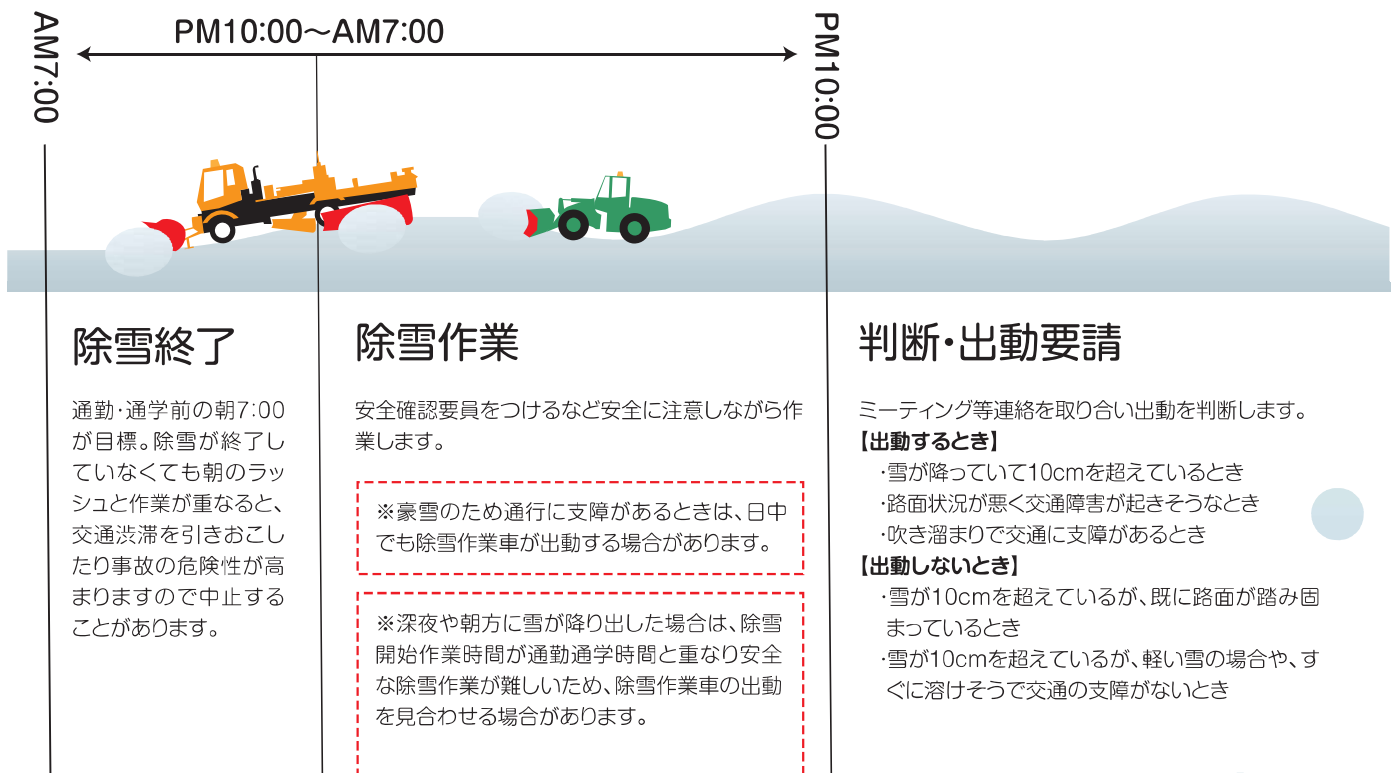 AM7:00
PM10:00～AM7:00
PM10:00
除雪終了
通勤・通学前の朝7:00
が目標。除雪が終了し
ていなくても朝のラッ
シュと作業が重なると、
交通渋滞を引きおこし
たり事故の危険性が高
まりますので中止する
ことがあります。
除雪作業
安全確認要員をつけるなど安全に注意しながら作
業します。
※豪雪のため通行に支障があるときは、日中
でも除雪作業車が出動する場合があります。
※深夜や朝方に雪が降り出した場合は、除雪
開始作業時間が通勤通学時間と重なり安全
な除雪作業が難しいため、除雪作業車の出動
を見合わせる場合があります。
判断・出動要請
ミーティング等連絡を取り合い出動を判断します。
【出動するとき】
・雪が降っていて10cmを超えているとき
・路面状況が悪く交通障害が起きそうなとき
・吹き溜まりで交通に支障があるとき
【出動しないとき】
・雪が10cmを超えているが、既に路面が踏み固
まっているとき
・雪が10cmを超えているが、軽い雪の場合や、す
ぐに溶けそうで交通の支障がないとき